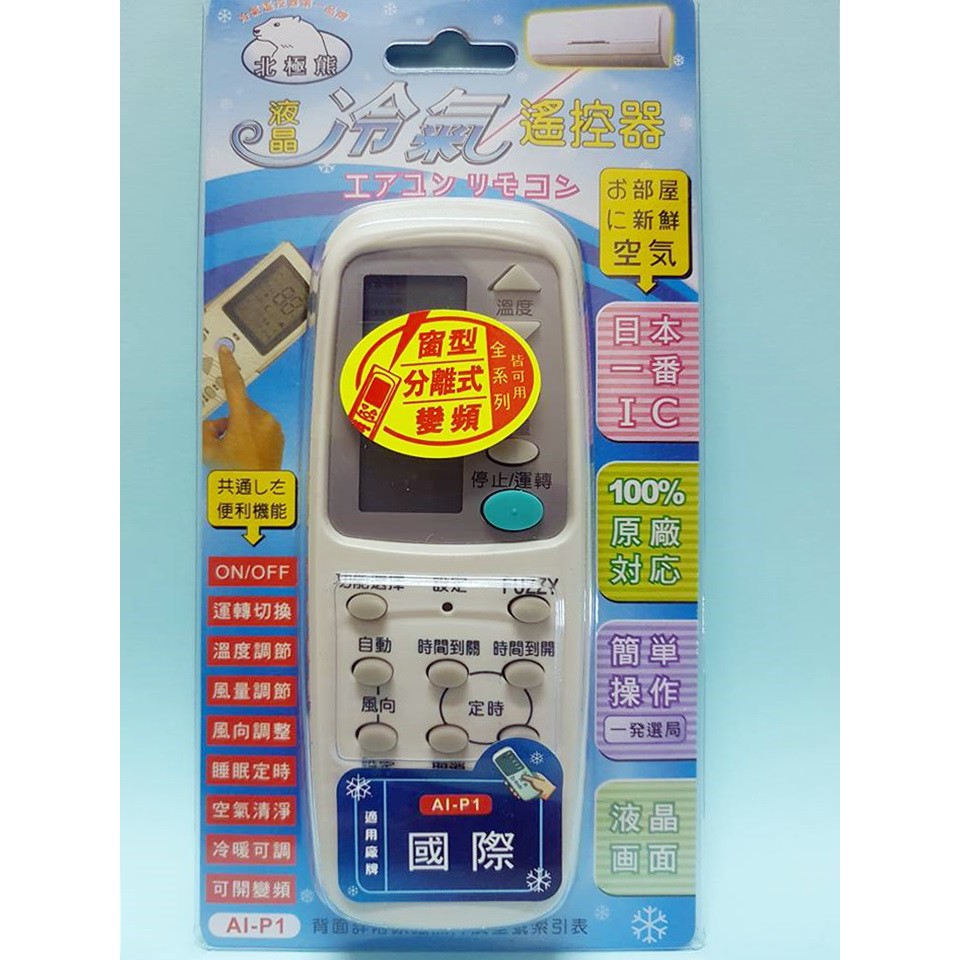 北極熊
液晶
冷氣
遙控器
エアユン リモコン
お部屋
に新鮮
空気
日本
一番
IC
100%
原廠
対応
簡単
操作
一発選局
液晶
画面
共通した
便利機能
ON/OFF
運轉切換
溫度調節
風量調節
風向調整
睡眠定時
空氣清淨
冷暖可調
可開變頻
AI-P1
溫度
窗型
分離式
變頻
全系列
皆可用
停止/運轉
功能選擇
設定
FUZZY
自動
時間到關
時間到開
風向
定時
適用廠牌
AI-P1
國際